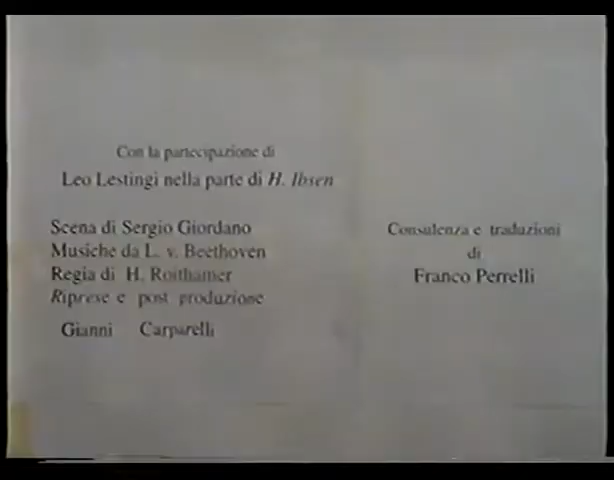 Con la partecipazione di
Leo Lestingi nella parte di H. Ibsen
Scena di Sergio Giordano
Musiche da L. v. Beethoven
Regia di H. Roithamer
Riprese e post produzione
Gianni Carparelli
Consulenza e traduzioni
di
Franco Perrelli